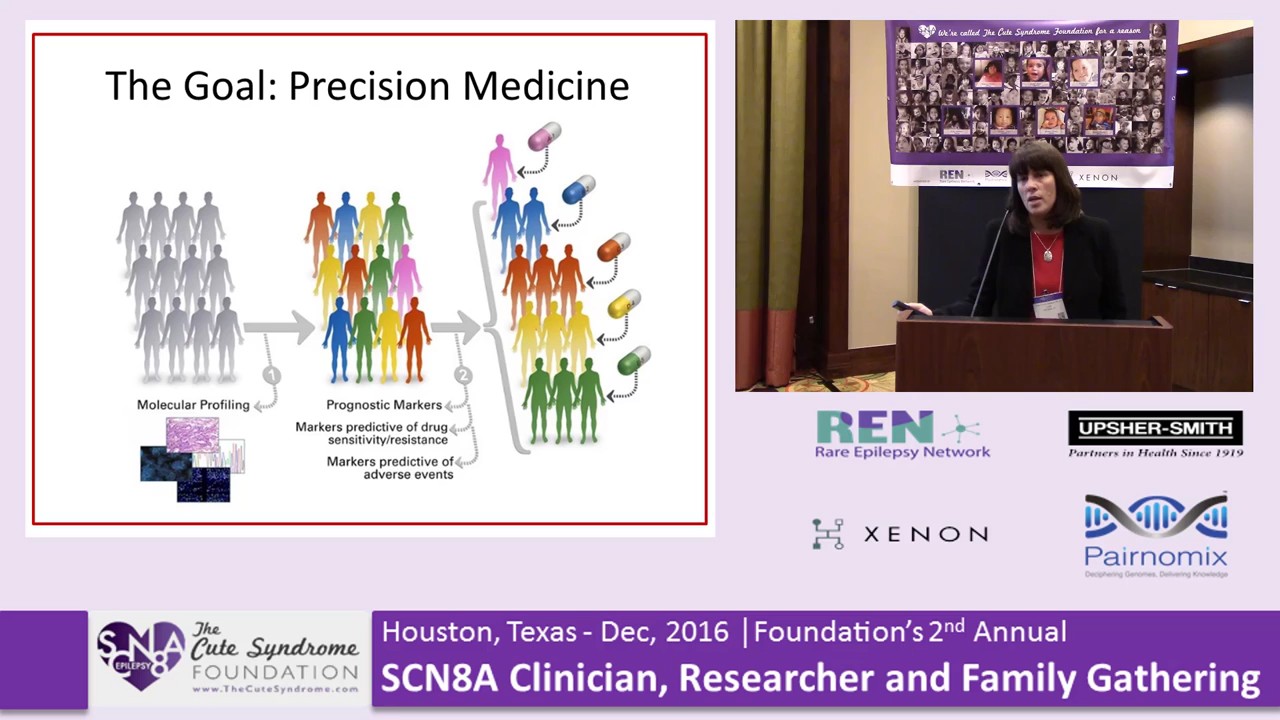 The Goal: Precision Medicine
1
2
Molecular Profiling
Prognostic Markers
Markers predictive of drug
sensitivity/resistance
Markers predictive of
adverse events
We're called The Cute Syndrome Foundation for a reason
REN
XENON
REN
Rare Epilepsy Network
UPSHER-SMITH
Partners in Health Since 1919
XENON
Pairnomix
Deciphering Genomes, Delivering Knowledge
SCN8A
EPILEPSY
The
Cute Syndrome
FOUNDATION
www.TheCuteSyndrome.com
Houston, Texas - Dec, 2016 |Foundation's 2nd Annual
SCN8A Clinician, Researcher and Family Gathering